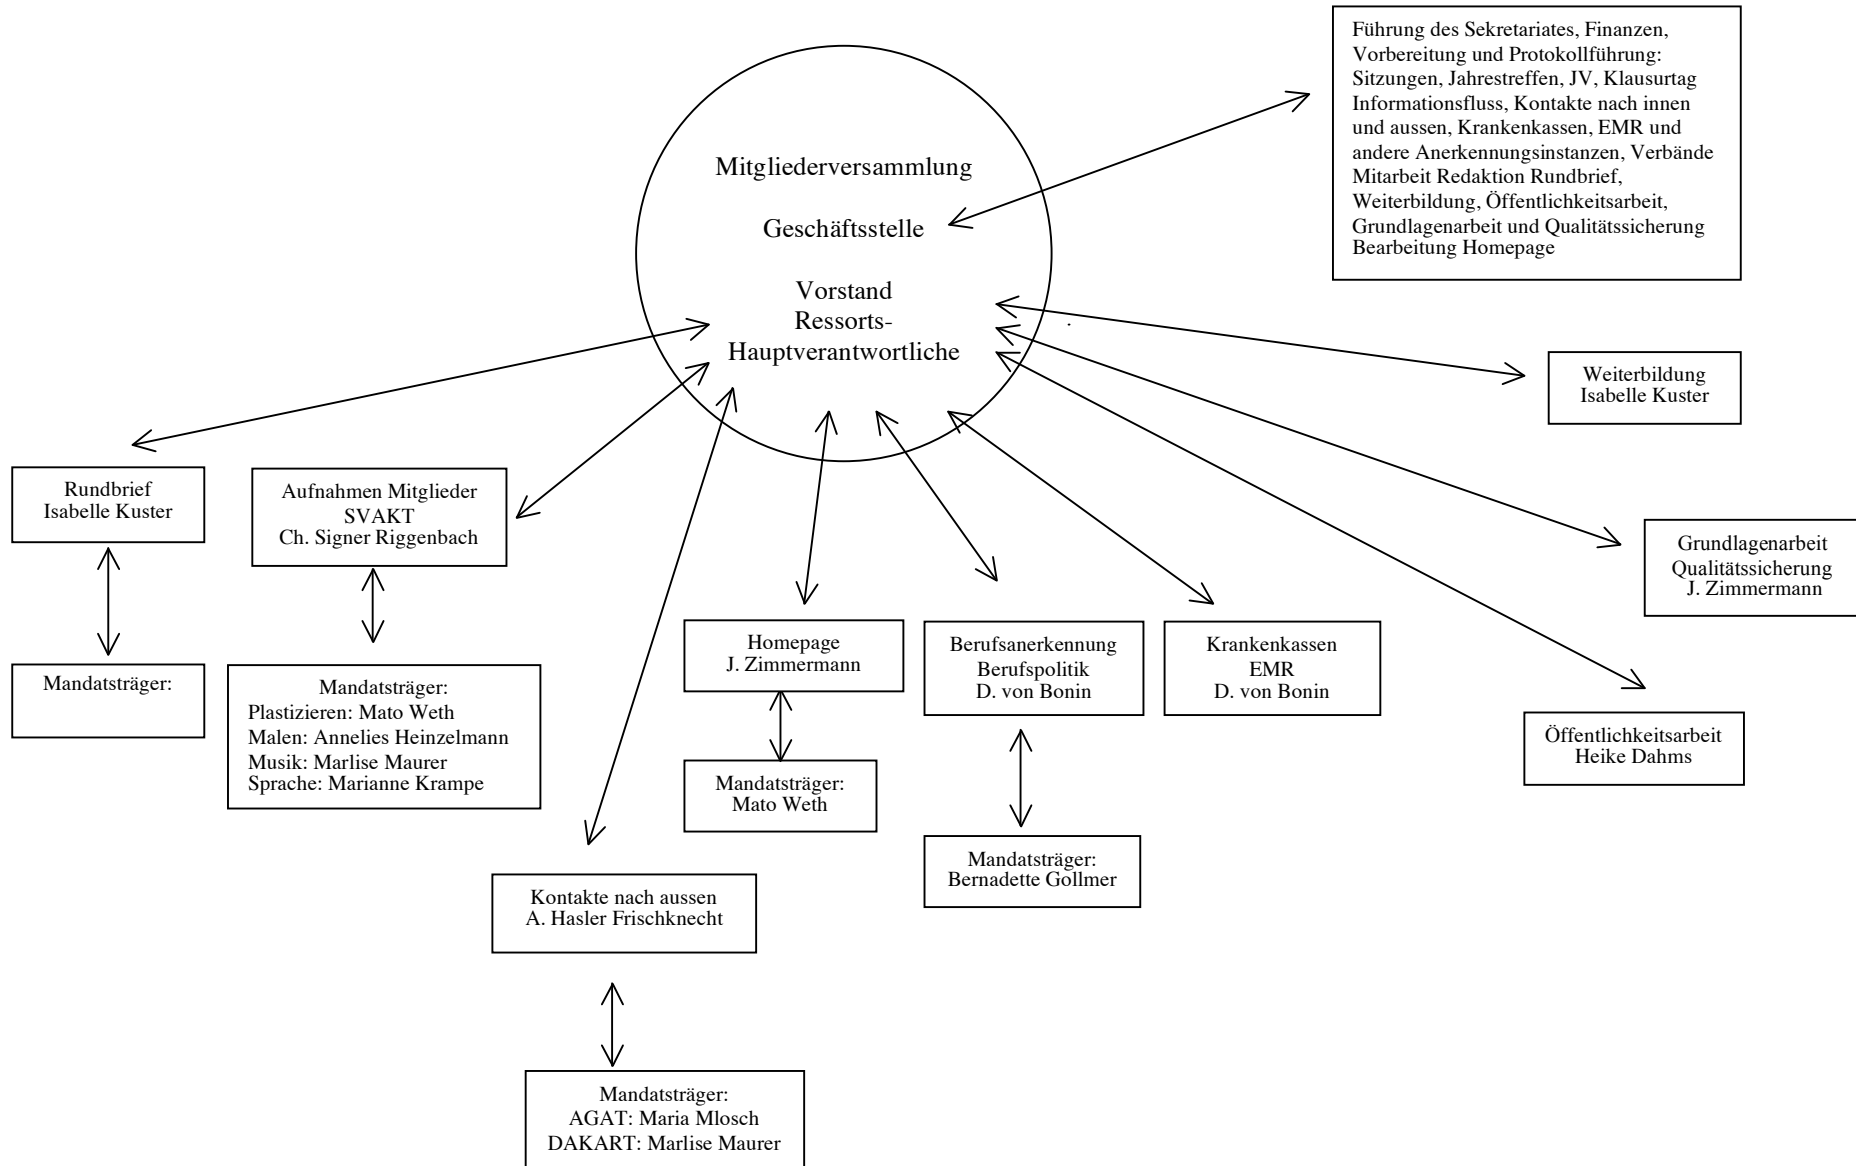 Führung des Sekretariates, Finanzen,
Vorbereitung und Protokollführung:
Sitzungen, Jahrestreffen, JV, Klausurtag
Informationsfluss, Kontakte nach innen
und aussen, Krankenkassen, EMR und
andere Anerkennungsinstanzen, Verbände
Mitarbeit Redaktion Rundbrief,
Weiterbildung, Öffentlichkeitsarbeit,
Grundlagenarbeit und Qualitätssicherung
Bearbeitung Homepage
Mitgliederversammlung
Geschäftsstelle
Vorstand
Ressorts-
Hauptverantwortliche
Weiterbildung
Isabelle Kuster
Rundbrief
Isabelle Kuster
Aufnahmen Mitglieder
SVAKT
Ch. Signer Riggenbach
Grundlagenarbeit
Qualitätssicherung
J. Zimmermann
Homepage
J. Zimmermann
Berufsanerkennung
Berufspolitik
D. von Bonin
Krankenkassen
EMR
D. von Bonin
Mandatsträger:
Mandatsträger:
Plastizieren: Mato Weth
Malen: Annelies Heinzelmann
Musik: Marlise Maurer
Sprache: Marianne Krampe
Öffentlichkeitsarbeit
Heike Dahms
Mandatsträger:
Mato Weth
Mandatsträger:
Bernadette Gollmer
Kontakte nach aussen
A. Hasler Frischknecht
Mandatsträger:
AGAT: Maria Mlosch
DAKART: Marlise Maurer